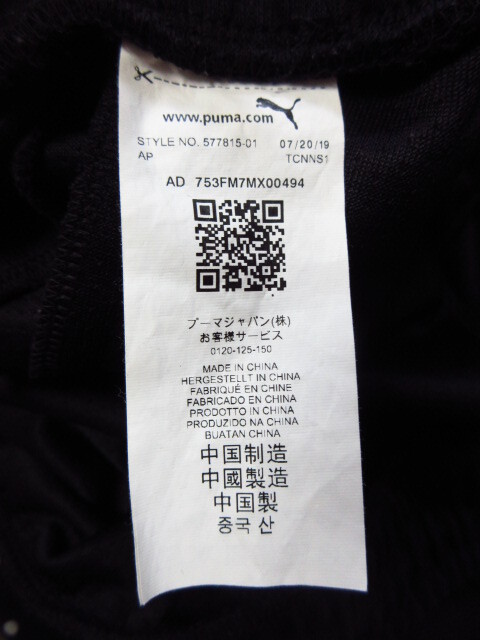 www.puma.com
STYLE NO. 577815-01 07/20/19
AP TCNNS1
AD 753FM7MX00494
プーマジャパン(株)
お客様サービス
0120-125-150
MADE IN CHINA
HERGESTELLT IN CHINA
FABRIQUÉ EN CHINE
FABRICADO EN CHINA
PRODOTTO IN CHINA
PRODUZIDO NA CHINA
BUATAN CHINA
中国制造
中國製造
中国製
중국 산